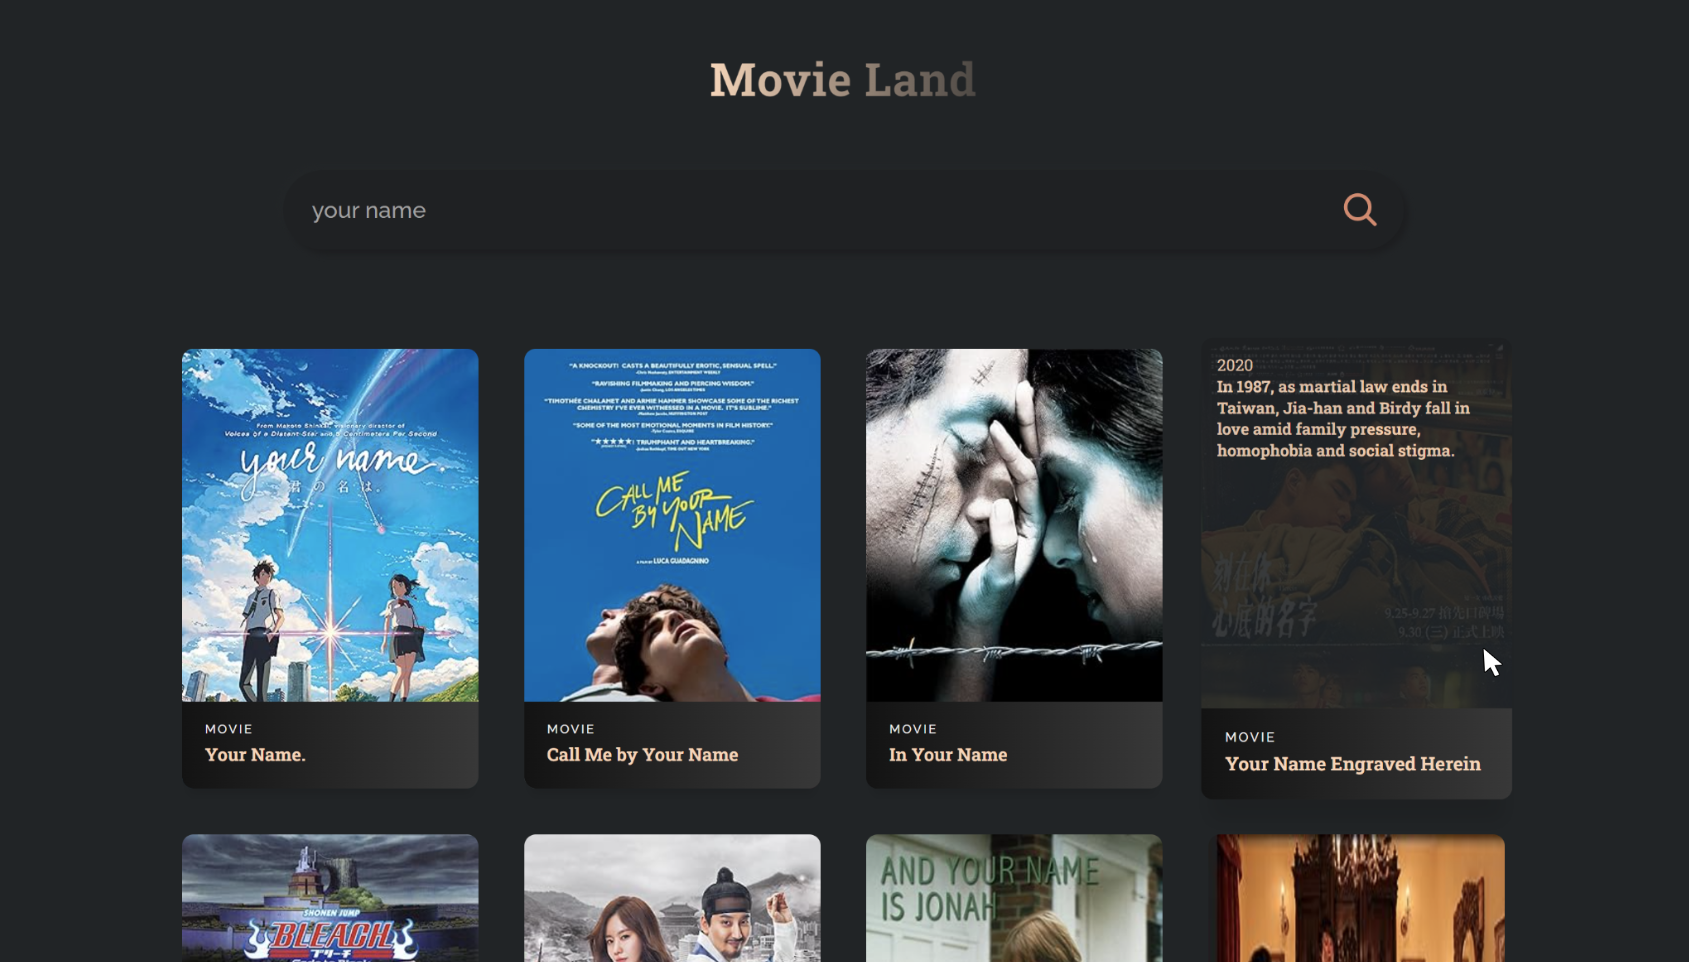 Movie Land
your name
From Makoto Shinkai, visionary director of
Voices of a Distant Star and 5 Centimeters Per Second
your name.
君の名は。
MOVIE
Your Name.
"A KNOCKOUT! CASTS A BEAUTIFULLY EROTIC, SENSUAL SPELL."
"RAVISHING FILMMAKING AND PIERCING WISDOM."
"TIMOTHÉE CHALAMET AND ARMIE HAMMER SHOWCASE SOME OF THE RICHEST
CHEMISTRY I'VE EVER WITNESSED IN A MOVIE. IT'S SUBLIME."
"SOME OF THE MOST EMOTIONAL MOMENTS IN FILM HISTORY."
"★★★★★! TRIUMPHANT AND HEARTBREAKING."
CALL ME
BY YOUR
NAME
A FILM BY LUCA GUADAGNINO
MOVIE
Call Me by Your Name
MOVIE
In Your Name
2020
In 1987, as martial law ends in
Taiwan, Jia-han and Birdy fall in
love amid family pressure,
homophobia and social stigma.
刻在你
心底的名字
9.25-9.27 搶先口碑場
9.30 (三) 正式上映
MOVIE
Your Name Engraved Herein
SHONEN JUMP
BLEACH
ブリーチ
AND YOUR NAME
IS JONAH